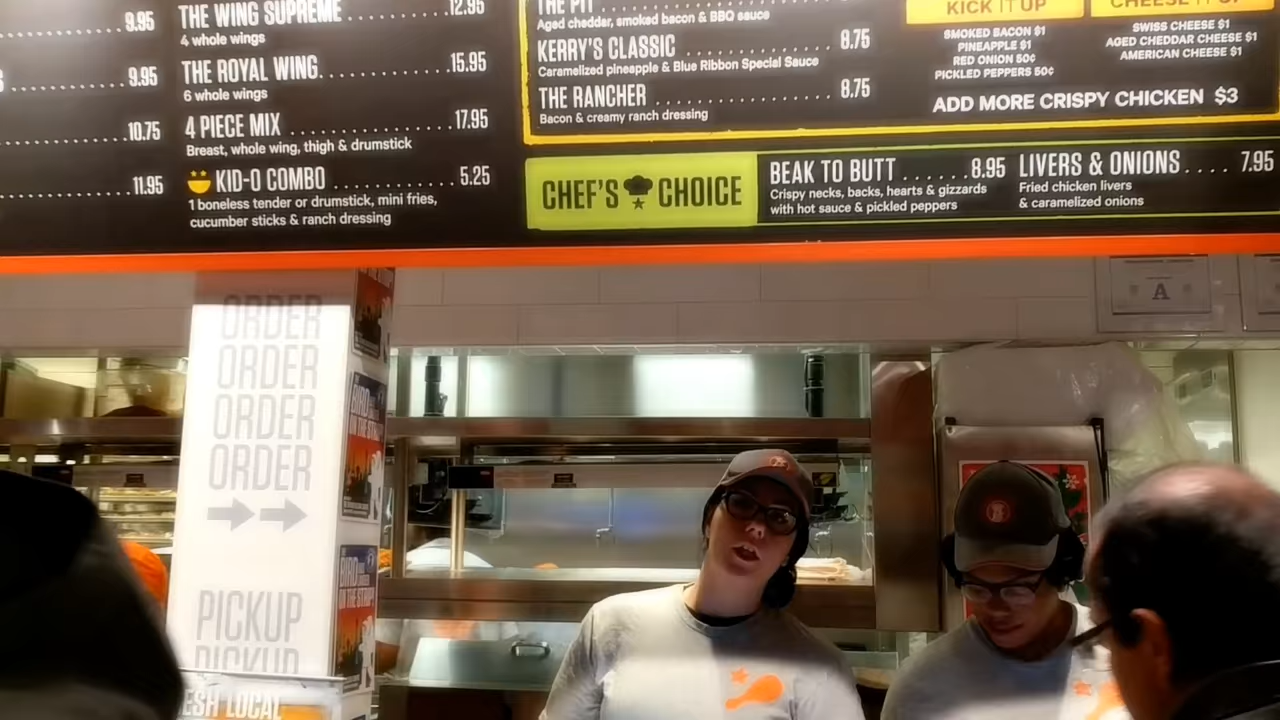 9.95
9.95
10.75
11.95
THE WING SUPREME 12.95
4 whole wings
THE ROYAL WING 15.95
6 whole wings
4 PIECE MIX 17.95
Breast, whole wing, thigh & drumstick
KID-O COMBO 5.25
1 boneless tender or drumstick, mini fries,
cucumber sticks & ranch dressing
THE PIT
Aged cheddar, smoked bacon & BBQ sauce
KERRY'S CLASSIC 8.75
Caramelized pineapple & Blue Ribbon Special Sauce
THE RANCHER 8.75
Bacon & creamy ranch dressing
KICK IT UP
SMOKED BACON $1
PINEAPPLE $1
RED ONION 50¢
PICKLED PEPPERS 50¢
CHEESE IT UP
SWISS CHEESE $1
AGED CHEDDAR CHEESE $1
AMERICAN CHEESE $1
ADD MORE CRISPY CHICKEN $3
CHEF'S CHOICE
BEAK TO BUTT 8.95
Crispy necks, backs, hearts & gizzards
with hot sauce & pickled peppers
LIVERS & ONIONS 7.95
Fried chicken livers
& caramelized onions
A
ORDER
ORDER
ORDER
ORDER
PICKUP
PICKUP
LOCAL